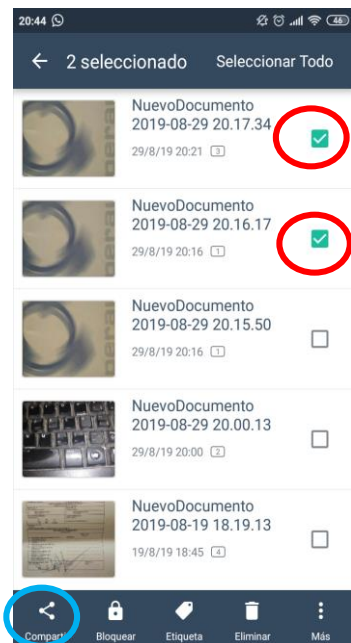 20:44
46
2 seleccionado Seleccionar Todo
NuevoDocumento
2019-08-29 20.17.34
29/8/19 20:21 3
NuevoDocumento
2019-08-29 20.16.17
29/8/19 20:16 1
NuevoDocumento
2019-08-29 20.15.50
29/8/19 20:16 1
NuevoDocumento
2019-08-29 20.00.13
29/8/19 20:00 2
NuevoDocumento
2019-08-19 18.19.13
19/8/19 18:45 4
Compartir Bloquear Etiqueta Eliminar Más